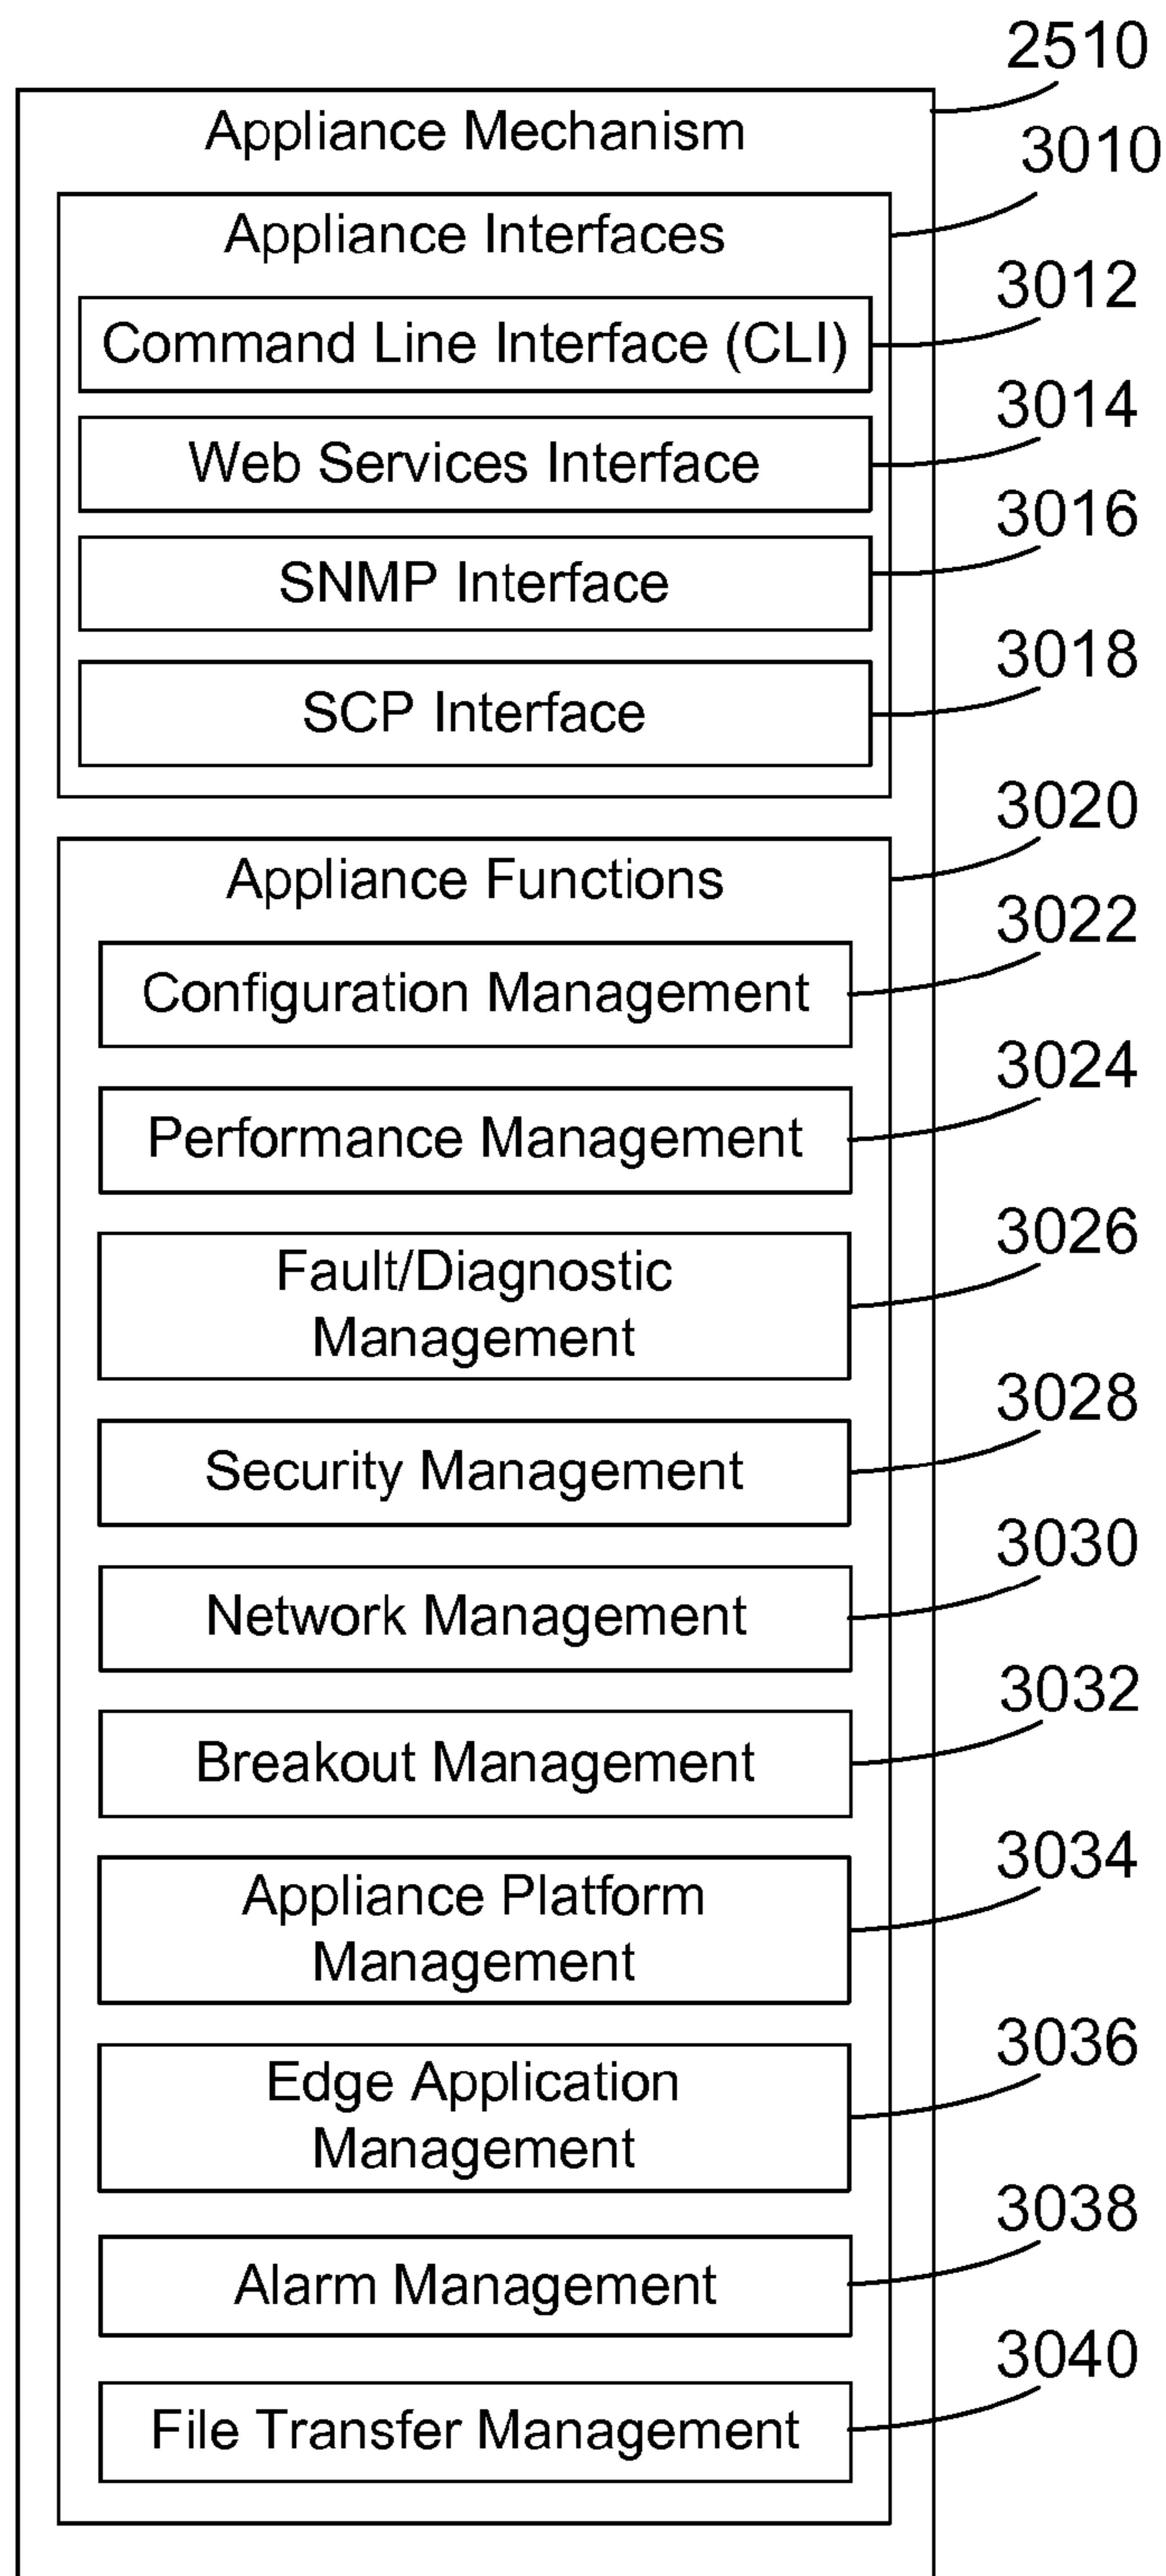 2510
Appliance Mechanism
3010
Appliance Interfaces
3012
Command Line Interface (CLI)
3014
Web Services Interface
3016
SNMP Interface
3018
SCP Interface
3020
Appliance Functions
3022
Configuration Management
3024
Performance Management
3026
Fault/Diagnostic
Management
3028
Security Management
3030
Network Management
3032
Breakout Management
3034
Appliance Platform
Management
3036
Edge Application
Management
3038
Alarm Management
3040
File Transfer Management